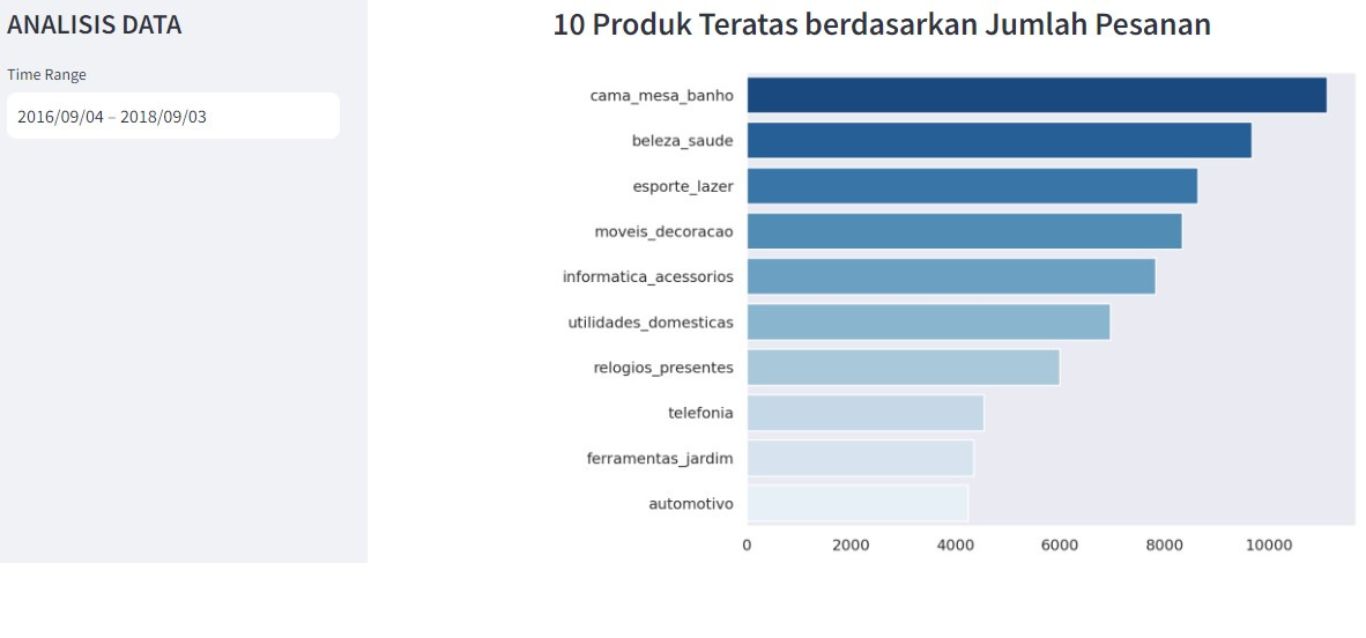 ANALISIS DATA
Time Range
2016/09/04 – 2018/09/03
10 Produk Teratas berdasarkan Jumlah Pesanan
cama_mesa_banho
beleza_saude
esporte_lazer
moveis_decoracao
informatica_acessorios
utilidades_domesticas
relogios_presentes
telefonia
ferramentas_jardim
automotivo
0 2000 4000 6000 8000 10000